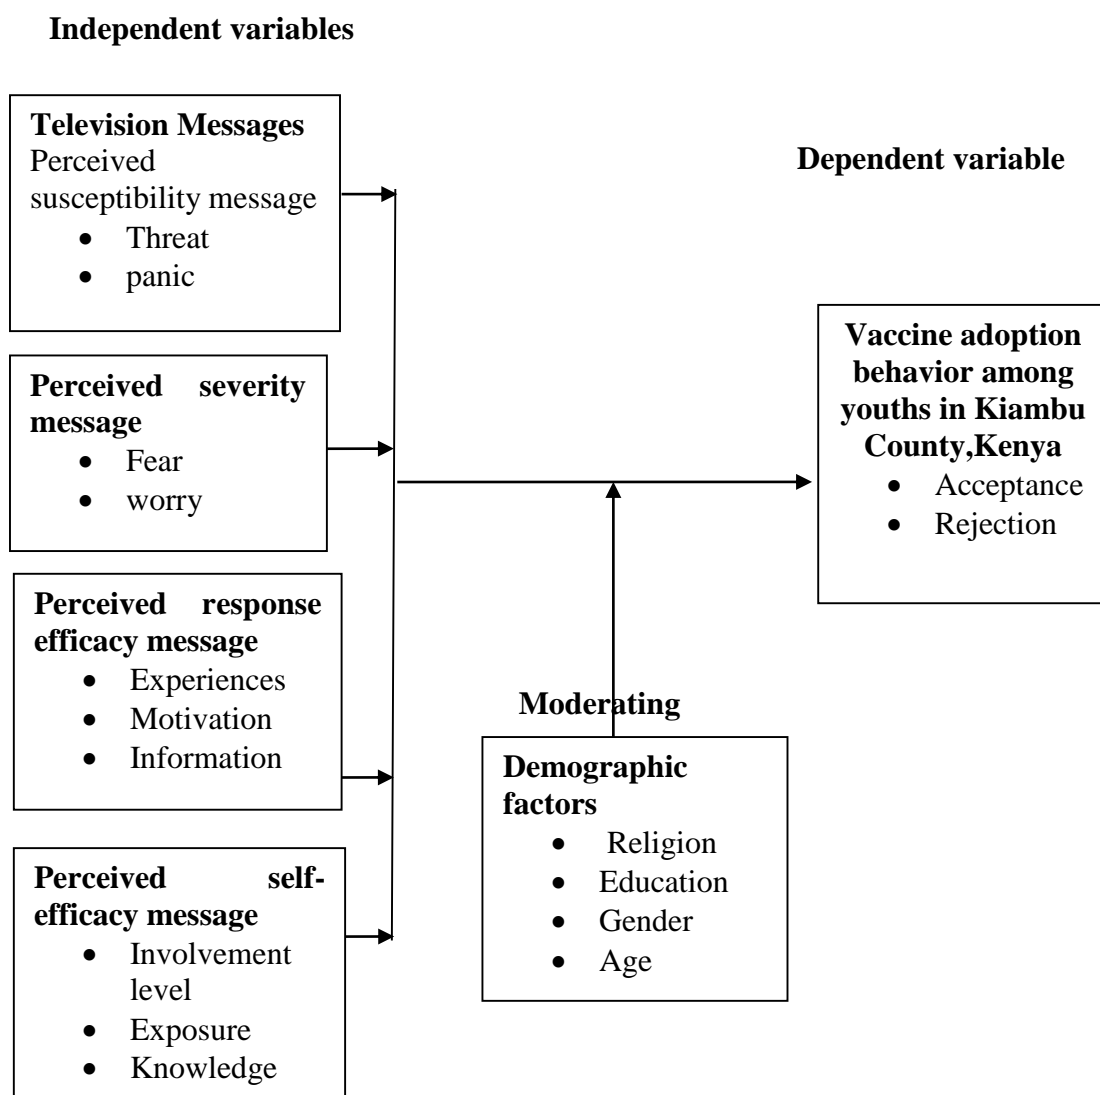 Independent variables
Television Messages
Perceived
susceptibility message
• Threat
• panic
Perceived severity
message
• Fear
• worry
Perceived response
efficacy message
• Experiences
• Motivation
• Information
Perceived self-
efficacy message
• Involvement
level
• Exposure
• Knowledge
Moderating
Demographic
factors
• Religion
• Education
• Gender
• Age
Dependent variable
Vaccine adoption
behavior among
youths in Kiambu
County,Kenya
• Acceptance
• Rejection